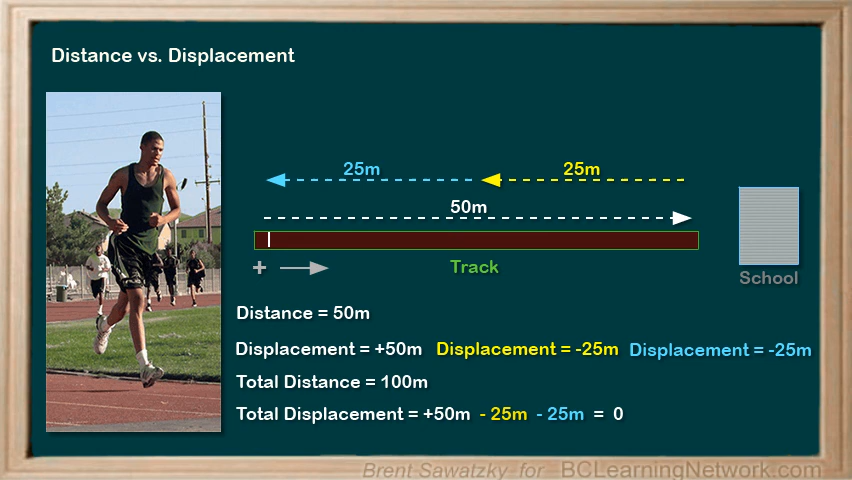 Distance vs. Displacement
25m 25m
50m
+ Track
School
Distance = 50m
Displacement = +50m Displacement = -25m Displacement = -25m
Total Distance = 100m
Total Displacement = +50m - 25m - 25m = 0
Brent Sawatzky for BCLearningNetwork.com